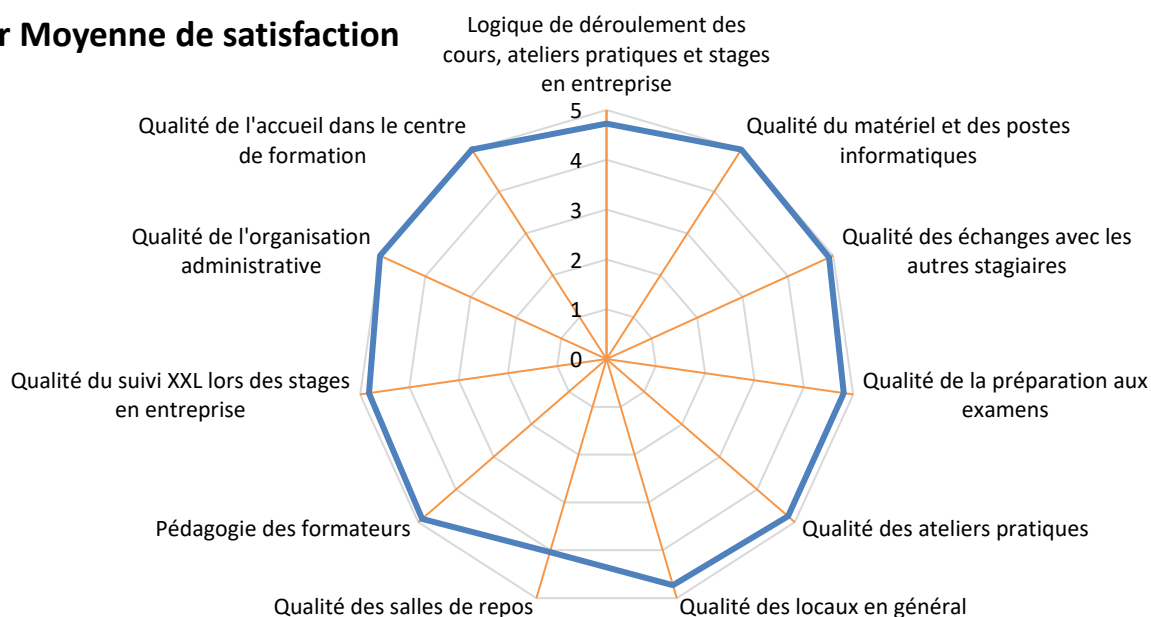 r Moyenne de satisfaction
Logique de déroulement des
cours, ateliers pratiques et stages
en entreprise
Qualité du matériel et des postes
informatiques
Qualité des échanges avec les
autres stagiaires
Qualité de la préparation aux
examens
Qualité des ateliers pratiques
Qualité des locaux en général
Qualité des salles de repos
Pédagogie des formateurs
Qualité du suivi XXL lors des stages
en entreprise
Qualité de l'organisation
administrative
Qualité de l'accueil dans le centre
de formation
5
4
3
2
1
0